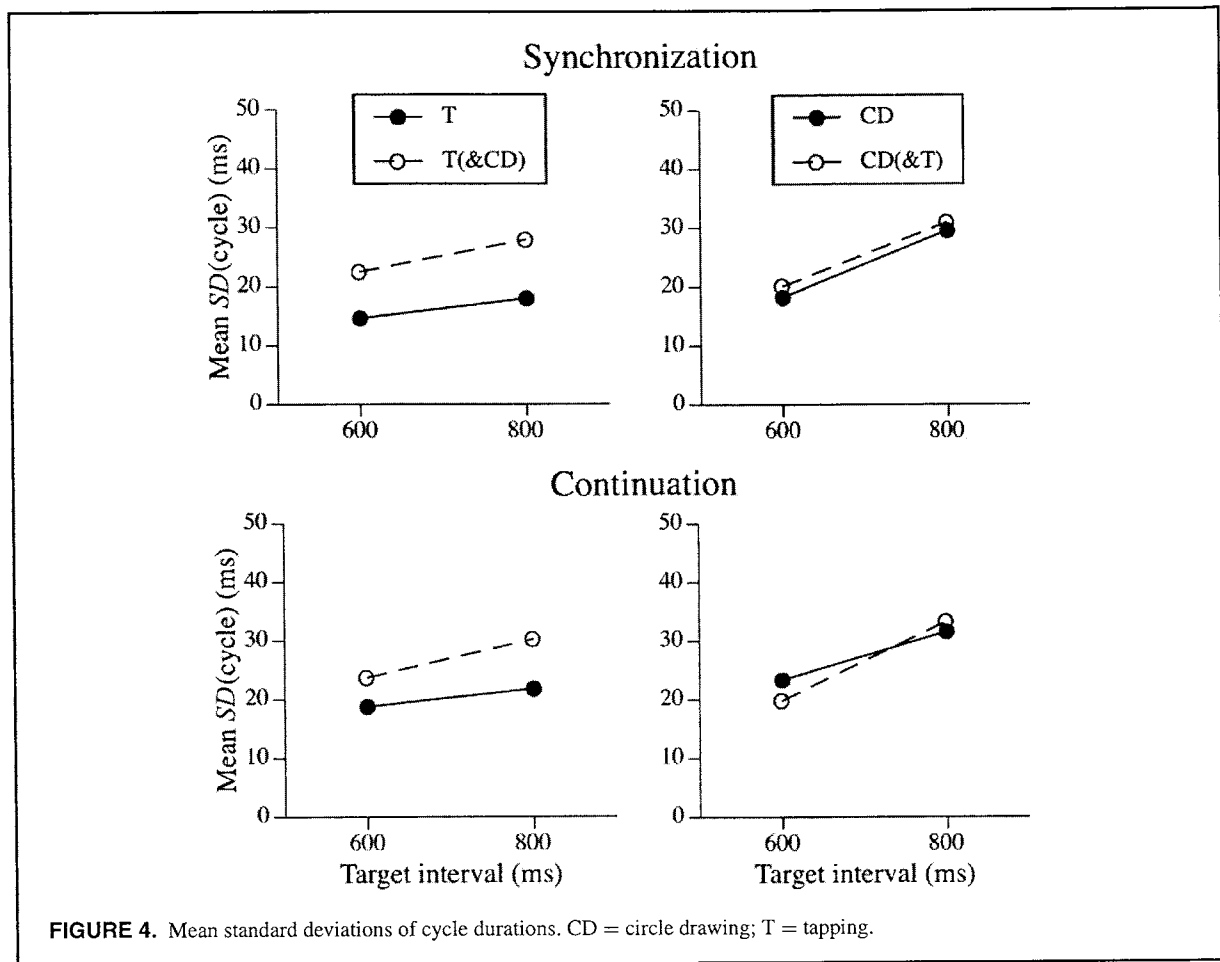 Synchronization
Mean SD(cycle) (ms)
50
40
30
20
10
0
T
T(&CD)
600
800
50
40
30
20
10
0
CD
CD(&T)
600
800
Continuation
Mean SD(cycle) (ms)
50
40
30
20
10
0
600
800
Target interval (ms)
50
40
30
20
10
0
600
800
Target interval (ms)
FIGURE 4. Mean standard deviations of cycle durations. CD = circle drawing; T = tapping.